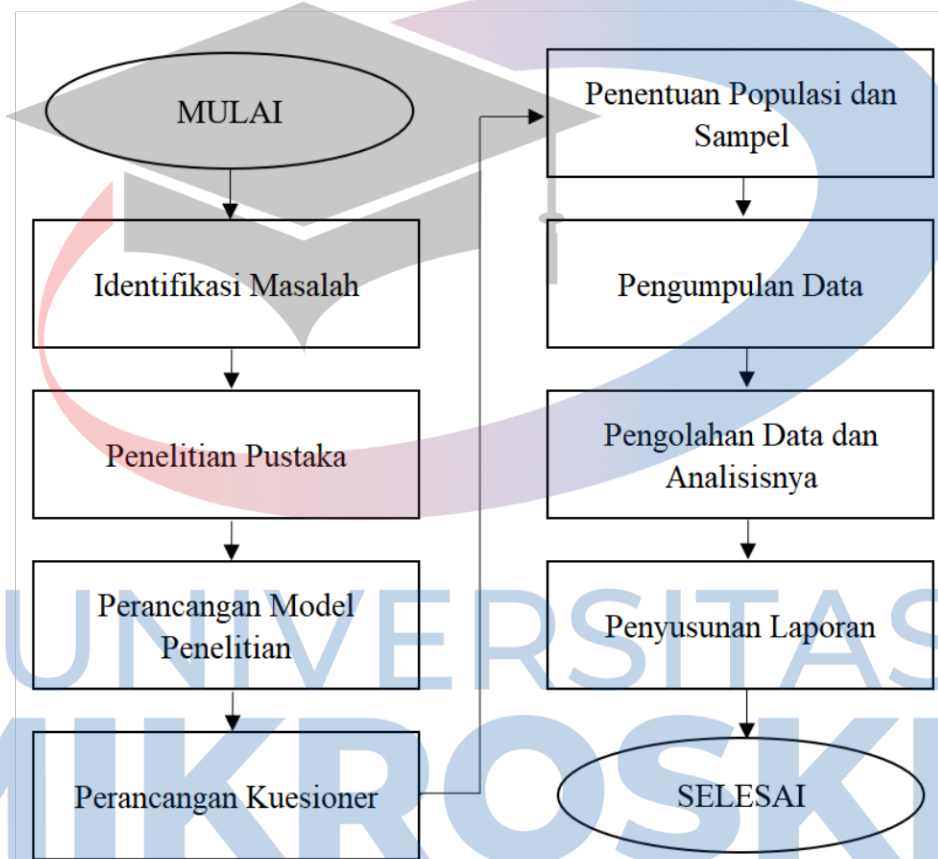 MULAI
Identifikasi Masalah
Penelitian Pustaka
Perancangan Model
Penelitian
Perancangan Kuesioner
Penentuan Populasi dan
Sampel
Pengumpulan Data
Pengolahan Data dan
Analisisnya
Penyusunan Laporan
SELESAI
UNIVERSITAS
MIKROSKI